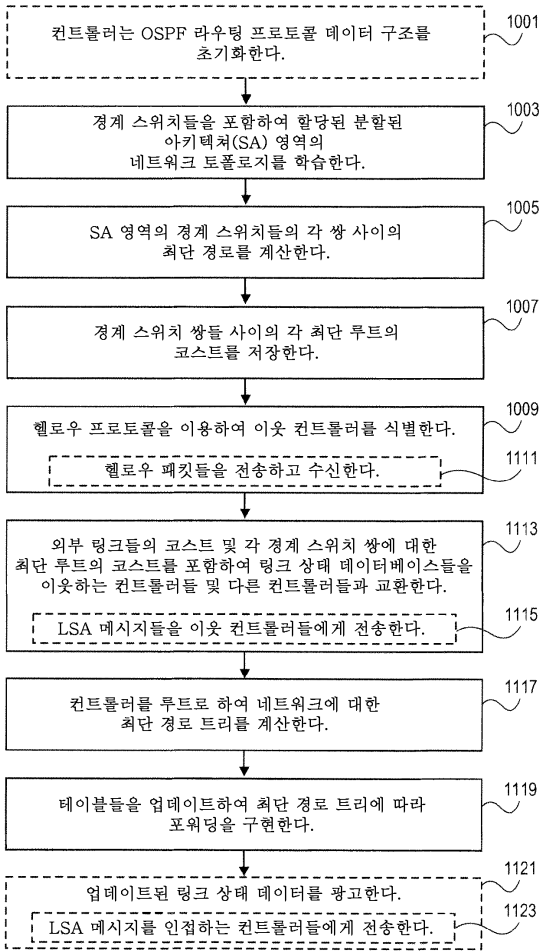 컨트롤러는 OSPF 라우팅 프로토콜 데이터 구조를
초기화한다.
1001
경계 스위치들을 포함하여 할당된 분할된
아키텍쳐(SA) 영역의
네트워크 토폴로지를 학습한다.
1003
SA 영역의 경계 스위치들의 각 쌍 사이의
최단 경로를 계산한다.
1005
경계 스위치 쌍들 사이의 각 최단 루트의
코스트를 저장한다.
1007
헬로우 프로토콜을 이용하여 이웃 컨트롤러를 식별한다.
1009
헬로우 패킷들을 전송하고 수신한다.
1111
외부 링크들의 코스트 및 각 경계 스위치 쌍에 대한
최단 루트의 코스트를 포함하여 링크 상태 데이터베이스들을
이웃하는 컨트롤러들 및 다른 컨트롤러들과 교환한다.
1113
LSA 메시지들을 이웃 컨트롤러들에게 전송한다.
1115
컨트롤러를 루트로 하여 네트워크에 대한
최단 경로 트리를 계산한다.
1117
테이블들을 업데이트하여 최단 경로 트리에 따라
포워딩을 구현한다.
1119
업데이트된 링크 상태 데이터를 광고한다.
1121
LSA 메시지를 인접하는 컨트롤러들에게 전송한다.
1123